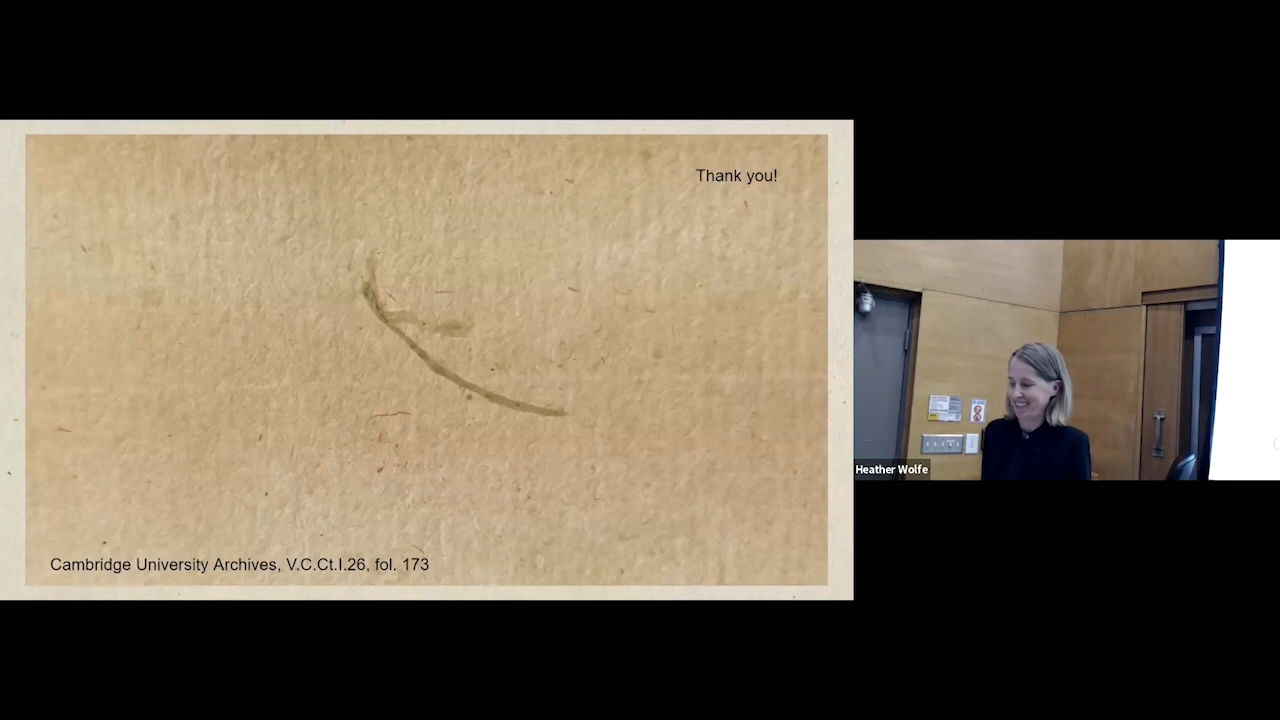 Thank you!
Cambridge University Archives, V.C.Ct.I.26, fol. 173
Heather Wolfe